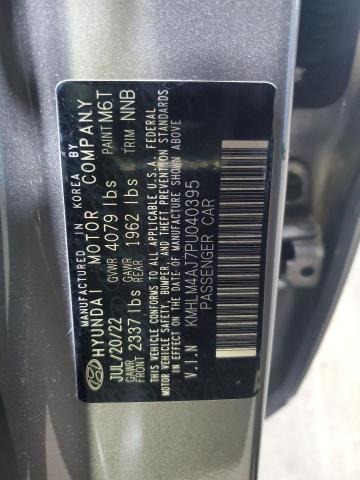 MANUFACTURED IN KOREA BY
HYUNDAI MOTOR COMPANY
JUL/20/22 GVWR 4079 lbs PAINT M6T
GAWR FRONT 2337 lbs GAWR REAR 1962 lbs TRIM NNB
THIS VEHICLE CONFORMS TO ALL APPLICABLE U.S.A. FEDERAL
MOTOR VEHICLE SAFETY, BUMPER, AND THEFT PREVENTION STANDARDS
IN EFFECT ON THE DATE OF MANUFACTURE SHOWN ABOVE
V.I.N KMHLM4AJ7PU040395
PASSENGER CAR